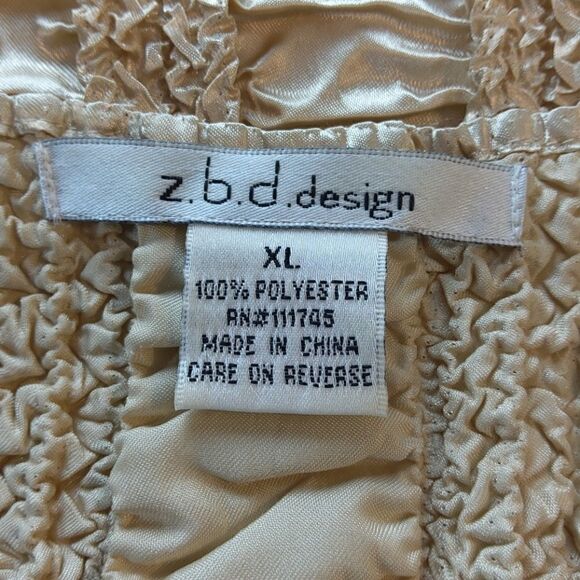 z.b.d.design
XL
100% POLYESTER
RN#111745
MADE IN CHINA
CARE ON REVERSE